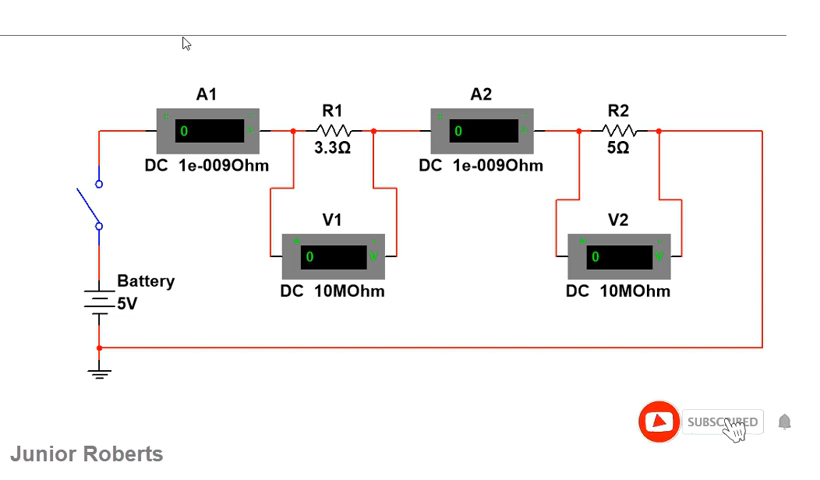 A1
R1
A2
R2
0
0
3.3Ω
5Ω
DC 1e-009Ohm
DC 1e-009Ohm
V1
V2
0
0
Battery
5V
DC 10MOhm
DC 10MOhm
SUBSCRIBED
Junior Roberts